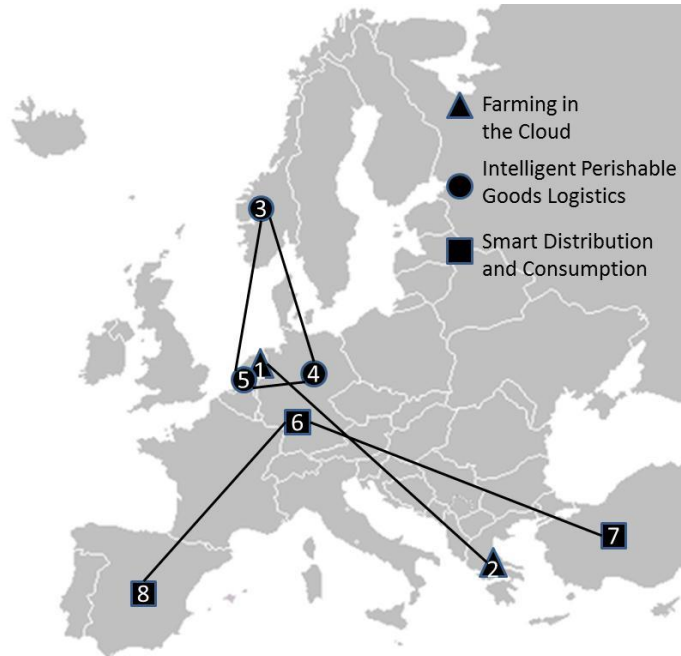 Farming in
the Cloud
Intelligent Perishable
Goods Logistics
Smart Distribution
and Consumption
3
1
5
4
6
7
2
8